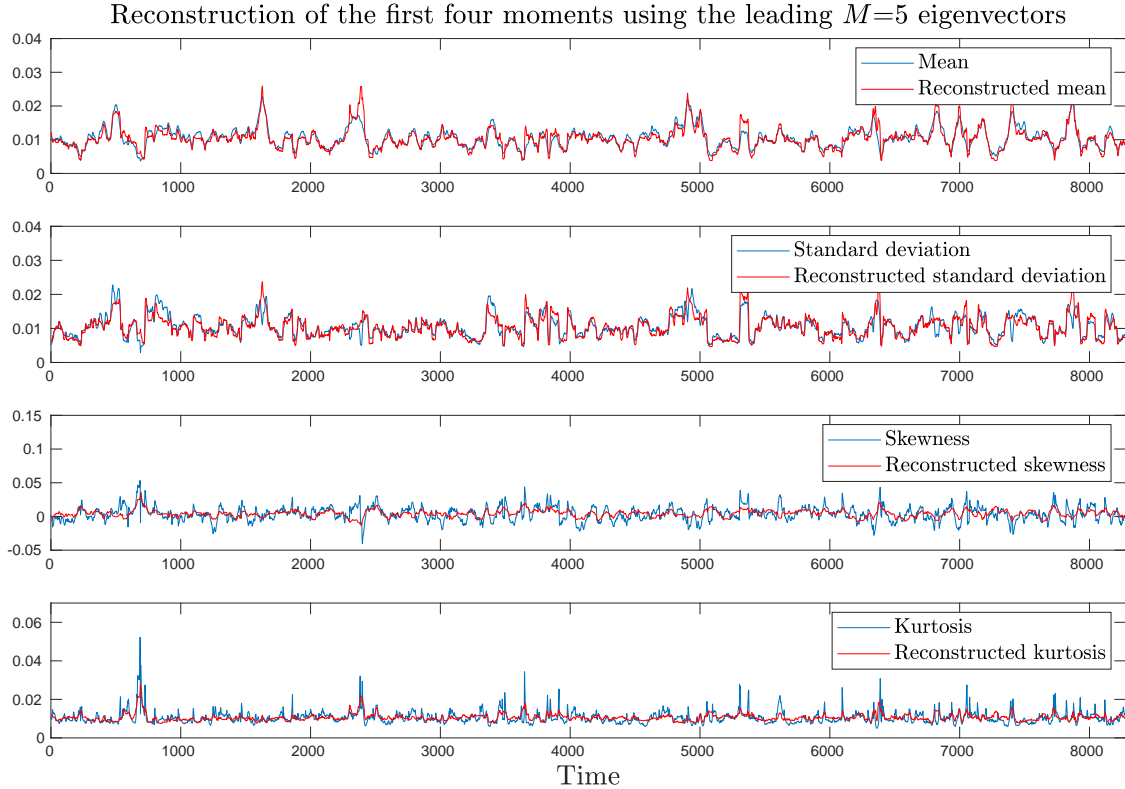 Reconstruction of the first four moments using the leading M=5 eigenvectors
0.04
0.03
0.02
0.01
0
Mean
Reconstructed mean
0 1000 2000 3000 4000 5000 6000 7000 8000
0.04
0.03
0.02
0.01
0
Standard deviation
Reconstructed standard deviation
0 1000 2000 3000 4000 5000 6000 7000 8000
0.15
0.1
0.05
0
-0.05
Skewness
Reconstructed skewness
0 1000 2000 3000 4000 5000 6000 7000 8000
0.06
0.04
0.02
0
Kurtosis
Reconstructed kurtosis
0 1000 2000 3000 4000 5000 6000 7000 8000
Time